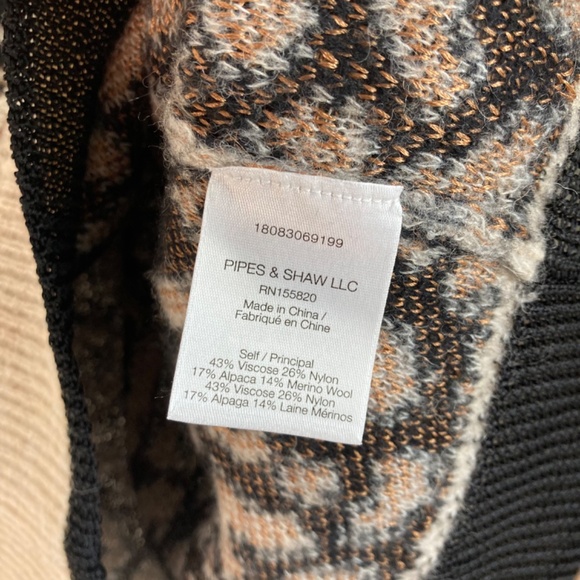 18083069199
PIPES & SHAW LLC
RN155820
Made in China /
Fabriqué en Chine
Self / Principal
43% Viscose 26% Nylon
17% Alpaca 14% Merino Wool
43% Viscose 26% Nylon
17% Alpaga 14% Laine Mérinos